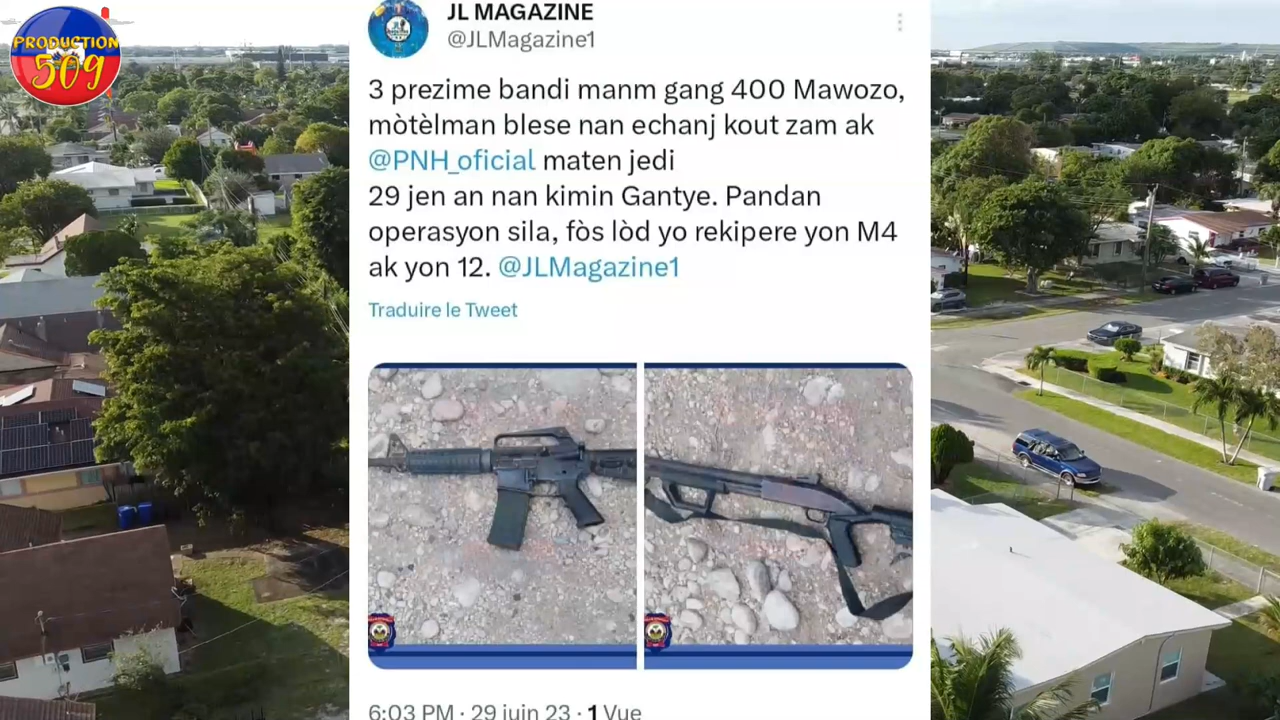 PRODUCTION
509
JL MAGAZINE
@JLMagazine1
3 prezime bandi manm gang 400 Mawozo,
mòtèlman blese nan echanj kout zam ak
@PNH_oficial maten jedi
29 jen an nan kimin Gantye. Pandan
operasyon sila, fòs lòd yo rekipere yon M4
ak yon 12. @JLMagazine1
Traduire le Tweet
6:03 PM · 29 juin 23 · 1 Vue